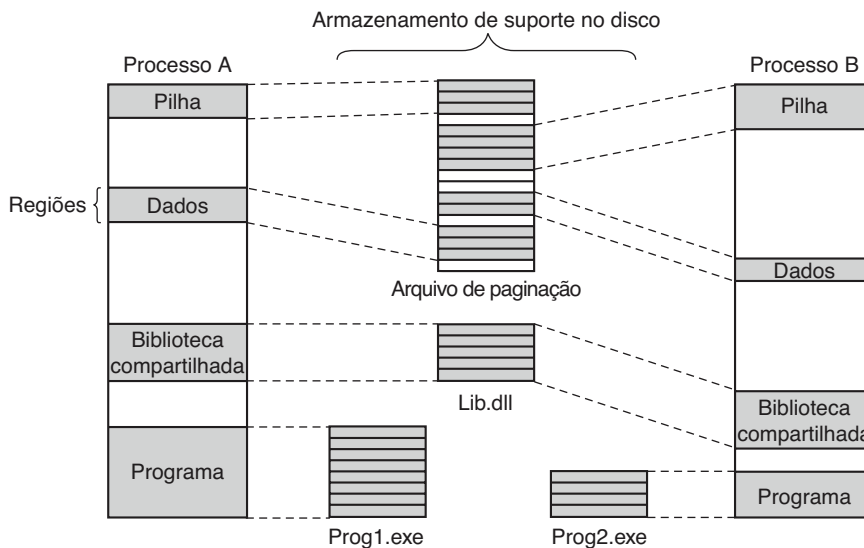 Armazenamento de suporte no disco
Processo A
Processo B
Pilha
Pilha
Regiões
Dados
Dados
Arquivo de paginação
Biblioteca
compartilhada
Lib.dll
Biblioteca
compartilhada
Programa
Programa
Prog1.exe
Prog2.exe